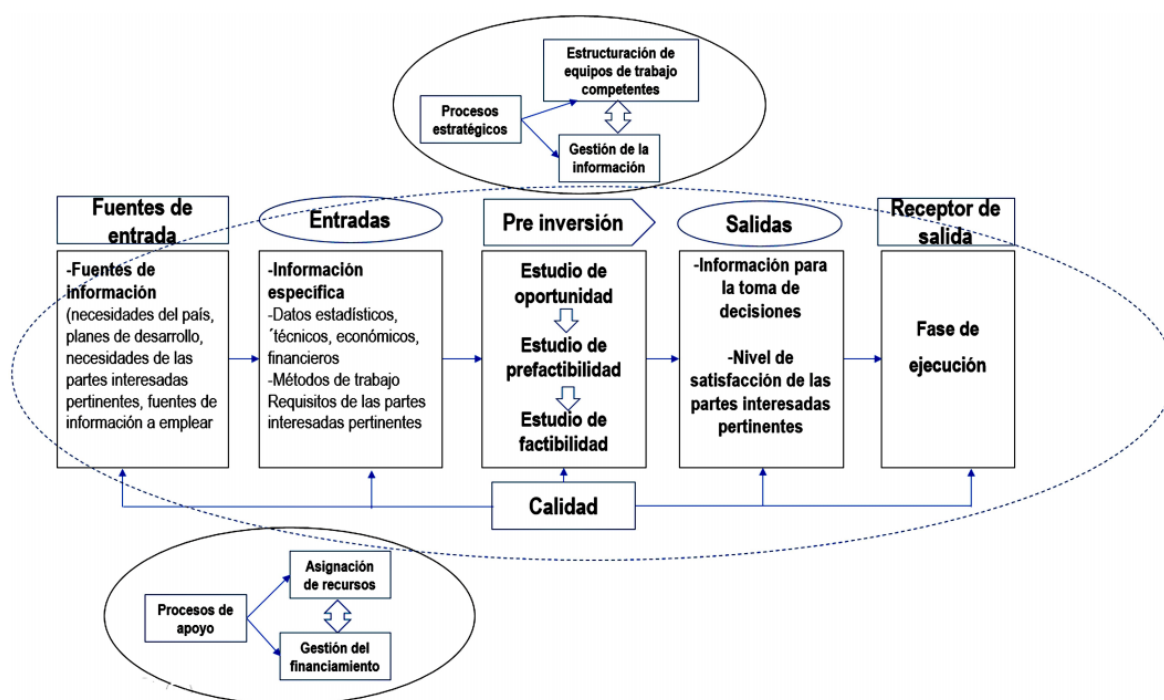 Estructuración de
equipos de trabajo
competentes
Procesos
estratégicos
Gestión de la
información
Fuentes de
entrada
Entradas
Pre inversión
Salidas
Receptor de
salida
-Fuentes de
información
(necesidades del país,
planes de desarrollo,
necesidades de las
partes interesadas
pertinentes, fuentes de
información a emplear
-Información
específica
-Datos estadísticos,
´técnicos, económicos,
financieros
-Métodos de trabajo
Requisitos de las partes
interesadas pertinentes
Estudio de
oportunidad
Estudio de
prefactibilidad
Estudio de
factibilidad
-Información para
la toma de
decisiones
-Nivel de
satisfacción de las
partes interesadas
pertinentes
Fase de
ejecución
Calidad
Asignación
de recursos
Procesos de
apoyo
Gestión del
financiamiento